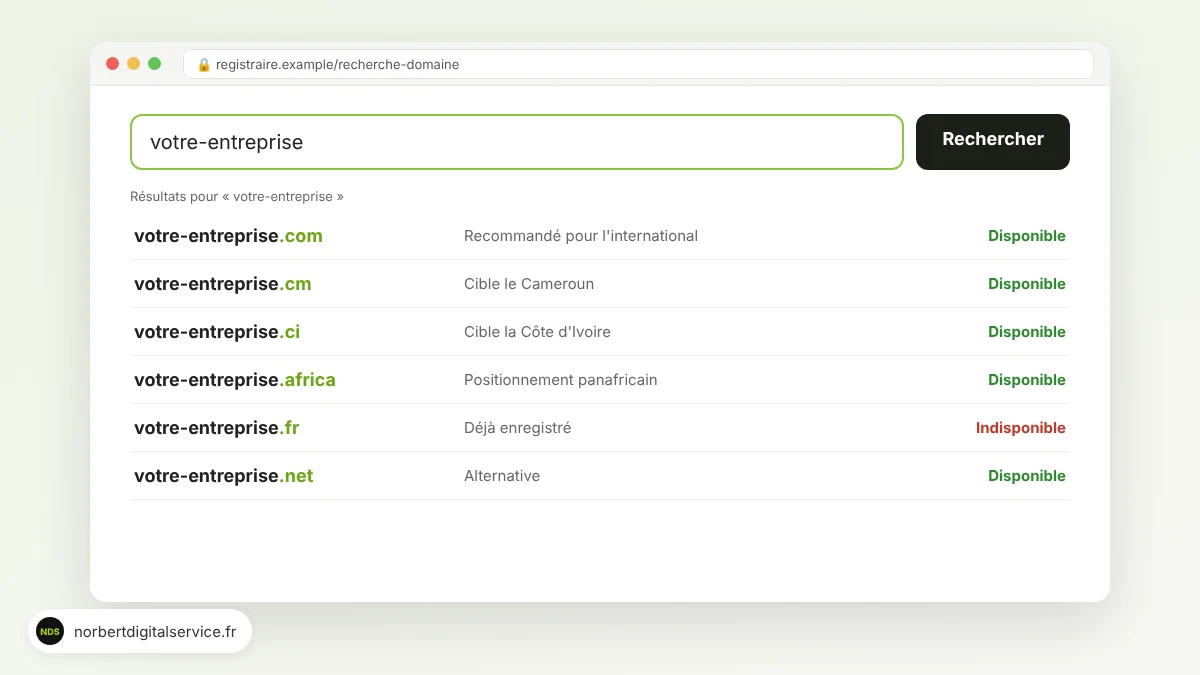 🔒 registraire.example/recherche-domaine
votre-entreprise Rechercher
Résultats pour « votre-entreprise »
votre-entreprise.com Recommandé pour l'international Disponible
votre-entreprise.cm Cible le Cameroun Disponible
votre-entreprise.ci Cible la Côte d'Ivoire Disponible
votre-entreprise.africa Positionnement panafricain Disponible
votre-entreprise.fr Déjà enregistré Indisponible
votre-entreprise.net Alternative Disponible
NDS norbertdigitalservice.fr